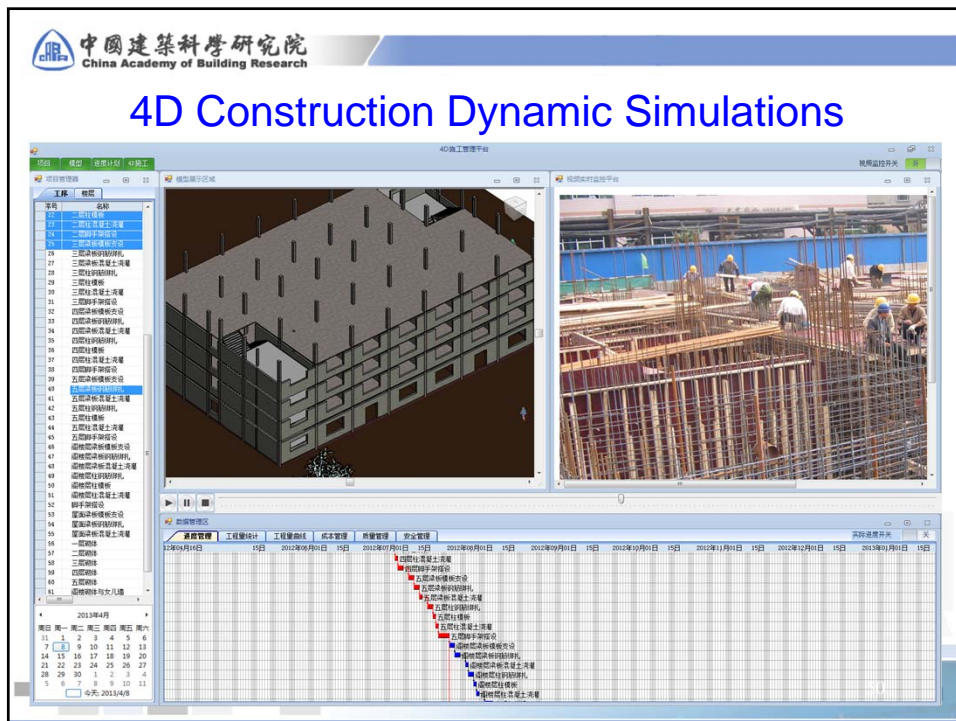 中國建築科學研究院
China Academy of Building Research
4D Construction Dynamic Simulations
4D施工管理平台
项目 模型 进度计划 4D施工
视频监控开关 开
项目管理器
工序 楼层
序号 名称
22 二层柱模板
23 二层柱混凝土浇灌
24 二层脚手架搭设
25 三层梁板模板支设
26 三层梁板钢筋绑扎
27 三层梁板混凝土浇灌
28 三层柱钢筋绑扎
29 三层柱模板
30 三层柱混凝土浇灌
31 三层脚手架搭设
32 四层梁板模板支设
33 四层梁板钢筋绑扎
34 四层梁板混凝土浇灌
35 四层柱钢筋绑扎
36 四层柱模板
37 四层柱混凝土浇灌
38 四层脚手架搭设
39 五层梁板模板支设
40 五层梁板钢筋绑扎
41 五层梁板混凝土浇灌
42 五层柱钢筋绑扎
43 五层柱模板
44 五层柱混凝土浇灌
45 五层脚手架搭设
46 阁楼层梁板模板支设
47 阁楼层梁板钢筋绑扎
48 阁楼层梁板混凝土浇灌
49 阁楼层柱钢筋绑扎
50 阁楼层柱模板
51 阁楼层柱混凝土浇灌
52 脚手架搭设
53 屋面梁板模板支设
54 屋面梁板钢筋绑扎
55 屋面梁板混凝土浇灌
56 一层砌体
57 二层砌体
58 三层砌体
59 四层砌体
60 五层砌体
61 阁楼砌体与女儿墙
2013年4月
周日 周一 周二 周三 周四 周五 周六
31 1 2 3 4 5 6
7 8 9 10 11 12 13
14 15 16 17 18 19 20
21 22 23 24 25 26 27
28 29 30 1 2 3 4
5 6 7 8 9 10 11
今天: 2013/4/8
模型展示区域
视频实时监控平台
数据管理区
进度管理 工程量统计 工程量曲线 成本管理 质量管理 安全管理
实际进度开关 关
12年04月16日 15日 2012年06月01日 15日 2012年07月01日 15日 2012年08月01日 15日 2012年09月01日 15日 2012年10月01日 15日 2012年11月01日 15日 2012年12月01日 15日 2013年01月01日 15日
四层柱混凝土浇灌
四层脚手架搭设
五层梁板模板支设
五层梁板钢筋绑扎
五层梁板混凝土浇灌
五层柱钢筋绑扎
五层柱模板
五层柱混凝土浇灌
五层脚手架搭设
阁楼层梁板模板支设
阁楼层梁板钢筋绑扎
阁楼层梁板混凝土浇灌
阁楼层柱钢筋绑扎
阁楼层柱模板
阁楼层柱混凝土浇灌